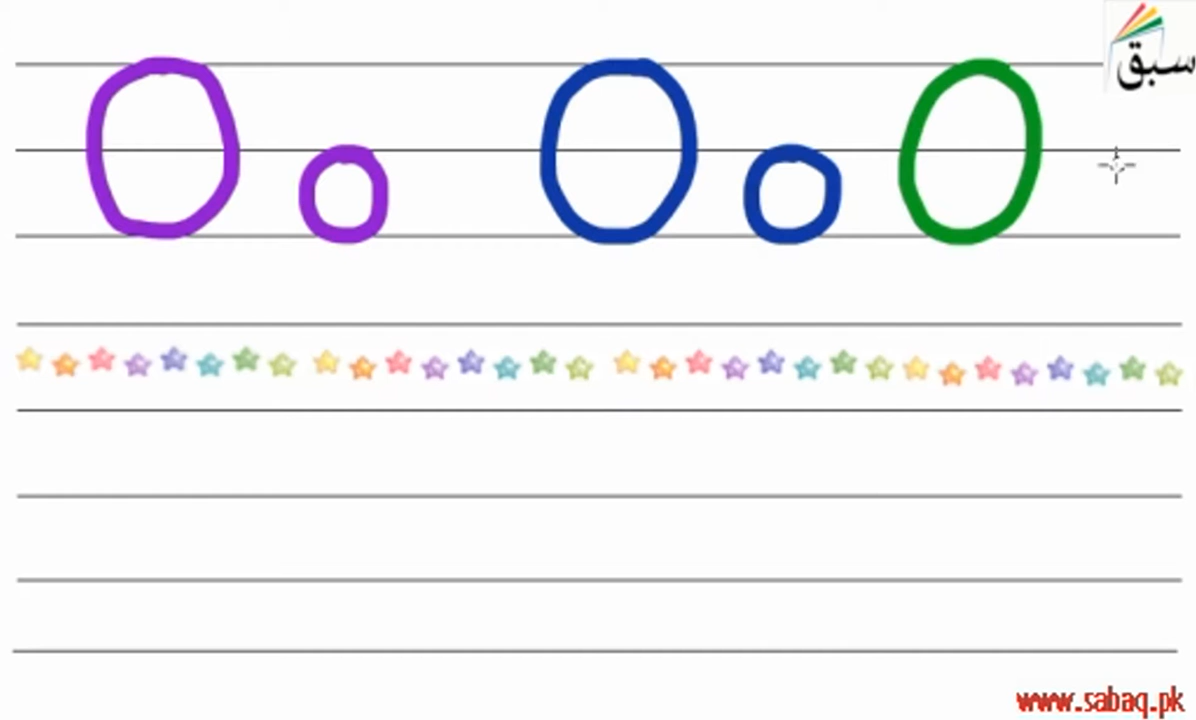 سبق
O o O o O
www.sabaq.pk